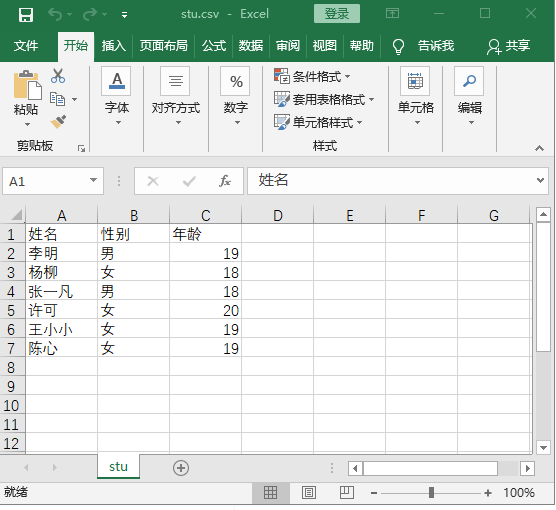 stu.csv - Excel 登录
文件 开始 插入 页面布局 公式 数据 审阅 视图 帮助 告诉我 共享
粘贴 A 字体 对齐方式 % 数字 条件格式 套用表格格式 单元格样式 单元格 编辑
剪贴板 样式
A1 fx 姓名
A B C D E F G
1 姓名 性别 年龄
2 李明 男 19
3 杨柳 女 18
4 张一凡 男 18
5 许可 女 20
6 王小小 女 19
7 陈心 女 19
8
9
10
11
12
stu
就绪 100%